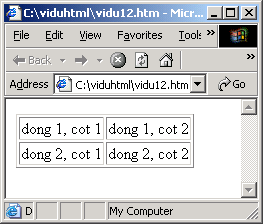 C:\viduhtml\vidu12.htm - Micr
File Edit View Favorites Tools »
Back »
Address C:\viduhtml\vidu12.htm Go
dong 1, cot 1 dong 1, cot 2
dong 2, cot 1 dong 2, cot 2
D My Computer